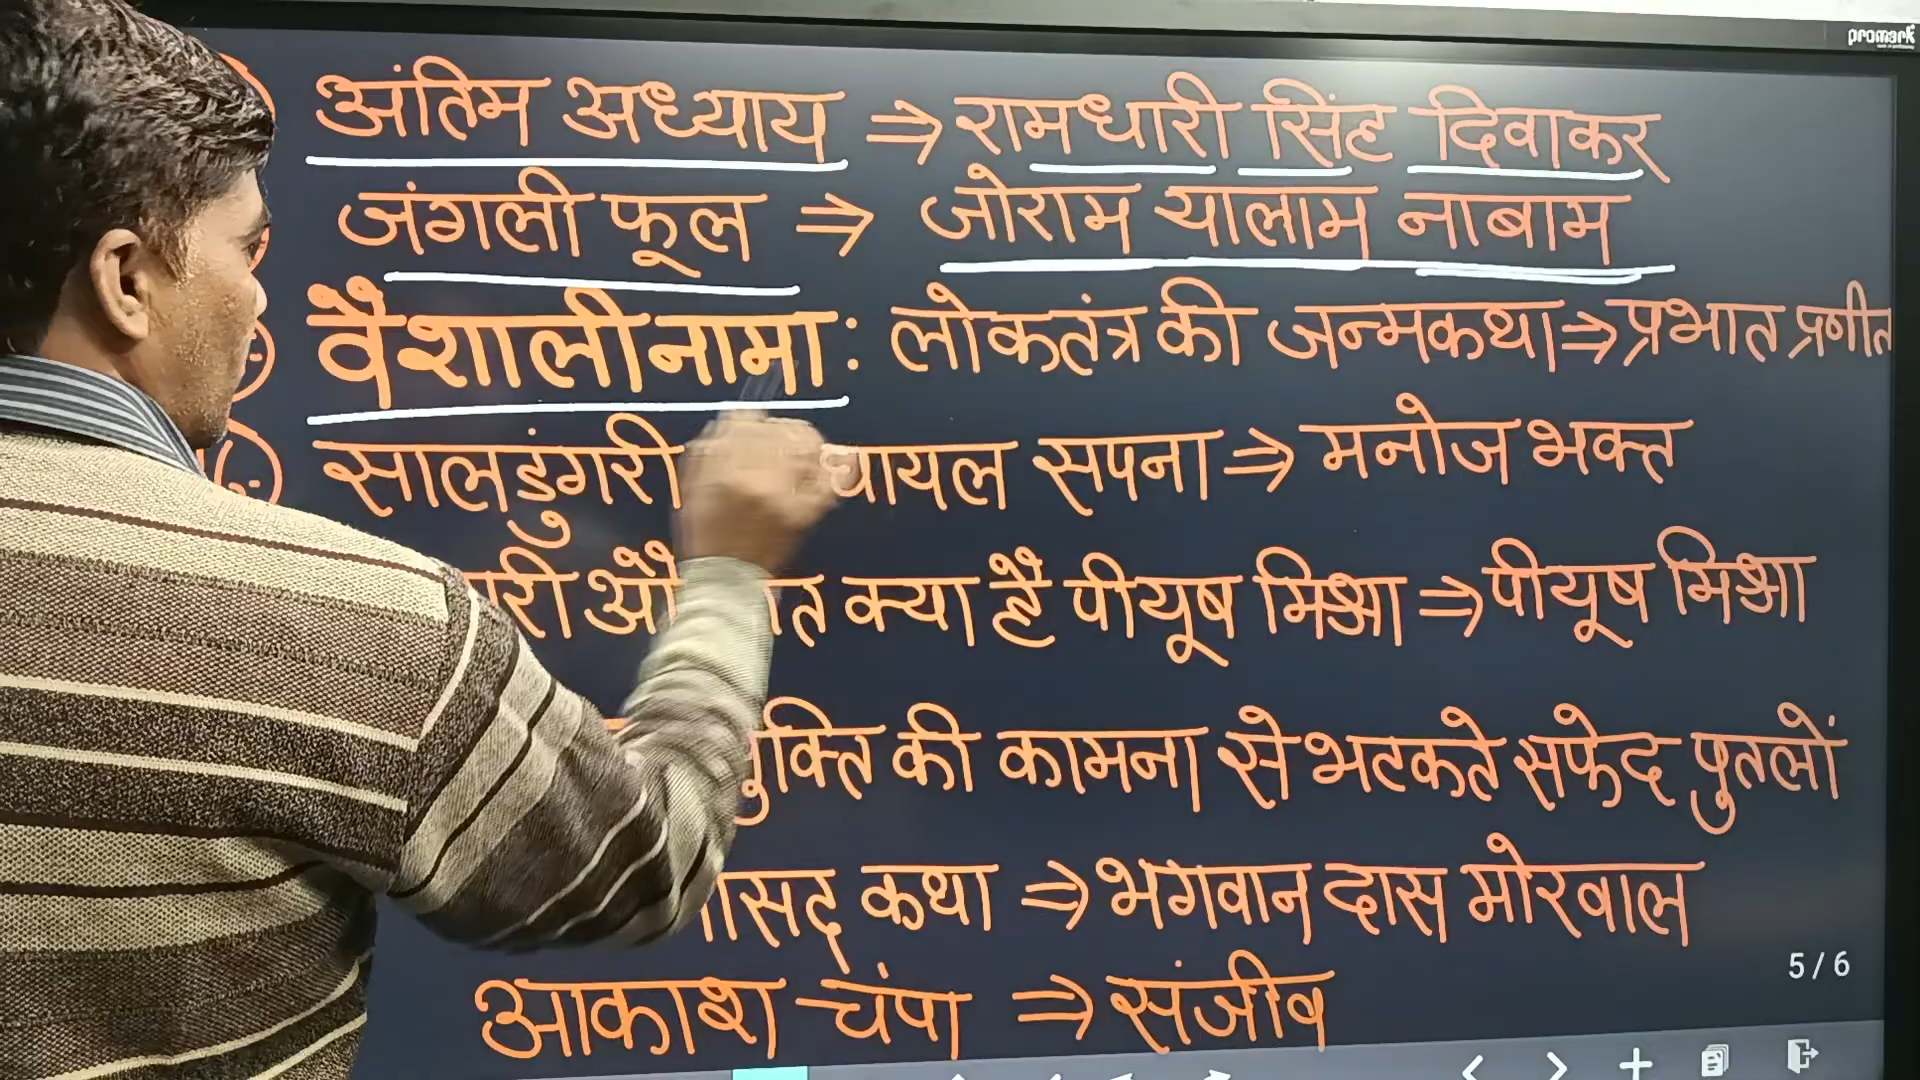 promark
अंतिम अध्याय ⇒ रामधारी सिंह दिवाकर
जंगली फूल ⇒ जोराम यालाम नाबाम
वैशालीनामा : लोकतंत्र की जन्मकथा ⇒ प्रभात प्रणीत
सालडुंगरी घायल सपना ⇒ मनोज भक्त
क्या है पीयूष मिश्रा ⇒ पीयूष मिश्रा
की कामना से भटकते सफेद पुतलों
कथा ⇒ भगवान दास मोरवाल
5/6
आकाश चंपा ⇒ संजीव